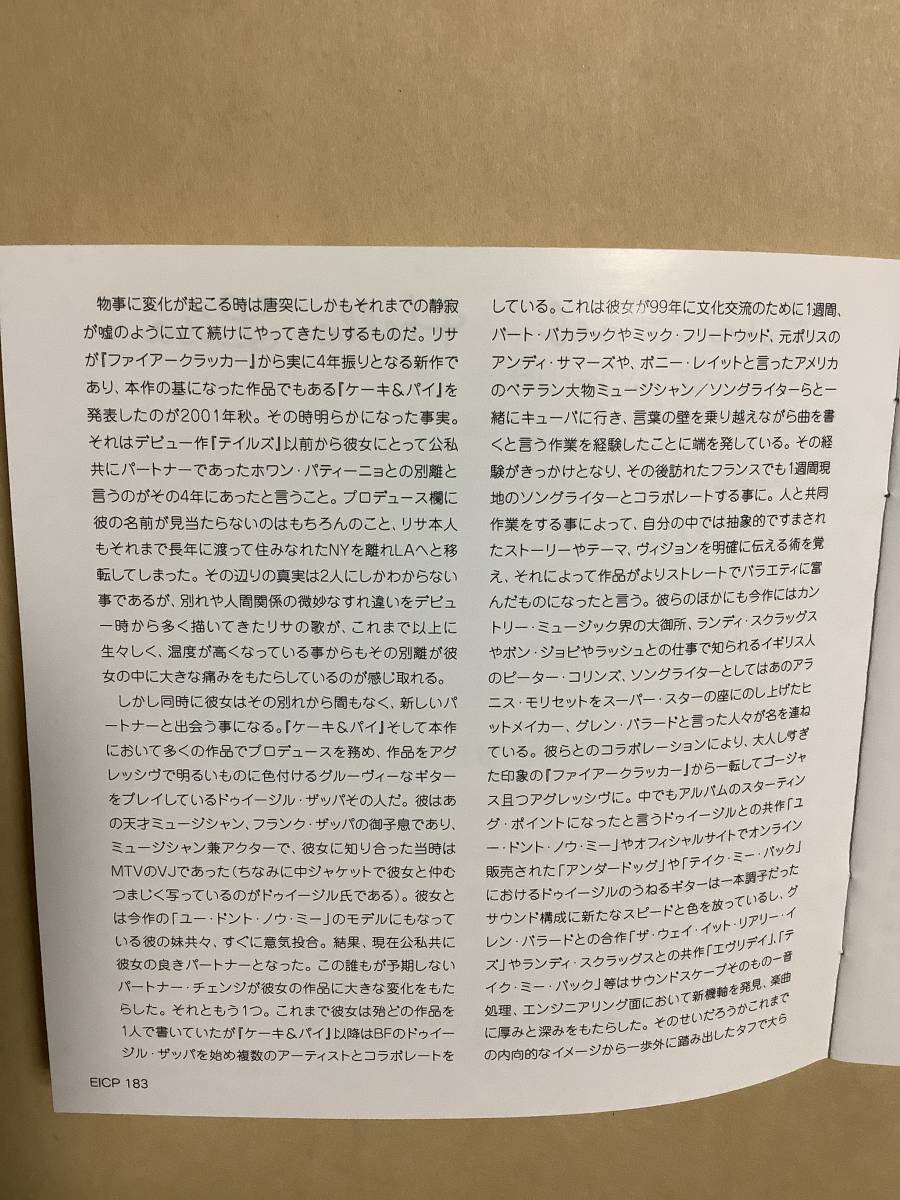 物事に変化が起こる時は唐突にしかもそれまでの静寂
が嘘のように立て続けにやってきたりするものだ。リサ
が『ファイアークラッカー』から実に4年振りとなる新作で
あり、本作の基になった作品でもある『ケーキ&パイ』を
発表したのが2001年秋。その時明らかになった事実。
それはデビュー作『テイルズ』以前から彼女にとって公私
共にパートナーであったホワン・パティーニョとの別離と
言うのがその4年にあったと言うこと。プロデュース欄に
彼の名前が見当たらないのはもちろんのこと、リサ本人
もそれまで長年に渡って住みなれたNYを離れLAへと移
転してしまった。その辺りの真実は2人にしかわからない
事であるが、別れや人間関係の微妙なすれ違いをデビュ
ー時から多く描いてきたリサの歌が、これまで以上に
生々しく、温度が高くなっている事からもその別離が彼
女の中に大きな痛みをもたらしているのが感じ取れる。
しかし同時に彼女はその別れから間もなく、新しいパ
ートナーと出会う事になる。『ケーキ&パイ』そして本作
において多くの作品でプロデュースを務め、作品をアグ
レッシヴで明るいものに色付けるグルーヴィーなギター
をプレイしているドゥイージル・ザッパその人だ。彼はあ
の天才ミュージシャン、フランク・ザッパの御子息であり、
ミュージシャン兼アクターで、彼女に知り合った当時は
MTVのVJであった(ちなみに中ジャケットで彼女と仲む
つまじく写っているのがドゥイージル氏である)。彼女と
は今作の「ユー・ドント・ノウ・ミー」のモデルにもなって
いる彼の妹共々、すぐに意気投合。結果、現在公私共に
彼女の良きパートナーとなった。この誰もが予期しない
パートナー・チェンジが彼女の作品に大きな変化をもた
らした。それともう1つ。これまで彼女は殆どの作品を
1人で書いていたが『ケーキ&パイ』以降はBFのドゥイー
ジル・ザッパを始め複数のアーティストとコラボレートを
EICP 183
している。これは彼女が99年に文化交流のために1週間、
バート・バカラックやミック・フリートウッド、元ポリスの
アンディ・サマーズや、ボニー・レイットと言ったアメリカ
のベテラン大物ミュージシャン/ソングライターらと一
緒にキューバに行き、言葉の壁を乗り越えながら曲を書
くと言う作業を経験したことに端を発している。その経
験がきっかけとなり、その後訪れたフランスでも1週間現
地のソングライターとコラボレートする事に。人と共同
作業をする事によって、自分の中では抽象的ですまされ
たストーリーやテーマ、ヴィジョンを明確に伝える術を覚
え、それによって作品がよりストレートでバラエティに富
んだものになったと言う。彼らのほかにも今作にはカン
トリー・ミュージック界の大御所、ランディ・スクラッグス
やボン・ジョビやラッシュとの仕事で知られるイギリス人
のピーター・コリンズ、ソングライターとしてはあのアラ
ニス・モリセットをスーパー・スターの座にのし上げたヒ
ットメイカー、グレン・バラードと言った人々が名を連ね
ている。彼らとのコラボレーションにより、大人しすぎ
た印象の『ファイアークラッカー』から一転してゴージャ
ス且つアグレッシヴに。中でもアルバムのスターティン
グ・ポイントになったと言うドゥイージルとの共作「ユ
ー・ドント・ノウ・ミー」やオフィシャルサイトでオンライン
販売された「アンダードッグ」や「テイク・ミー・バック」
におけるドゥイージルのうねるギターは一本調子だった
サウンド構成に新たなスピードと色を放っているし、グ
レン・バラードとの合作「ザ・ウェイ・イット・リアリー・イ
ズ」やランディ・スクラッグスとの共作「エヴリデイ」、「テ
イク・ミー・バック」等はサウンドスケープそのもの―音
処理、エンジニアリング面において新機軸を発見、楽曲
に厚みと深みをもたらした。そのせいだろうかこれまで
の内向的なイメージから一歩外に踏み出したタフで大ら